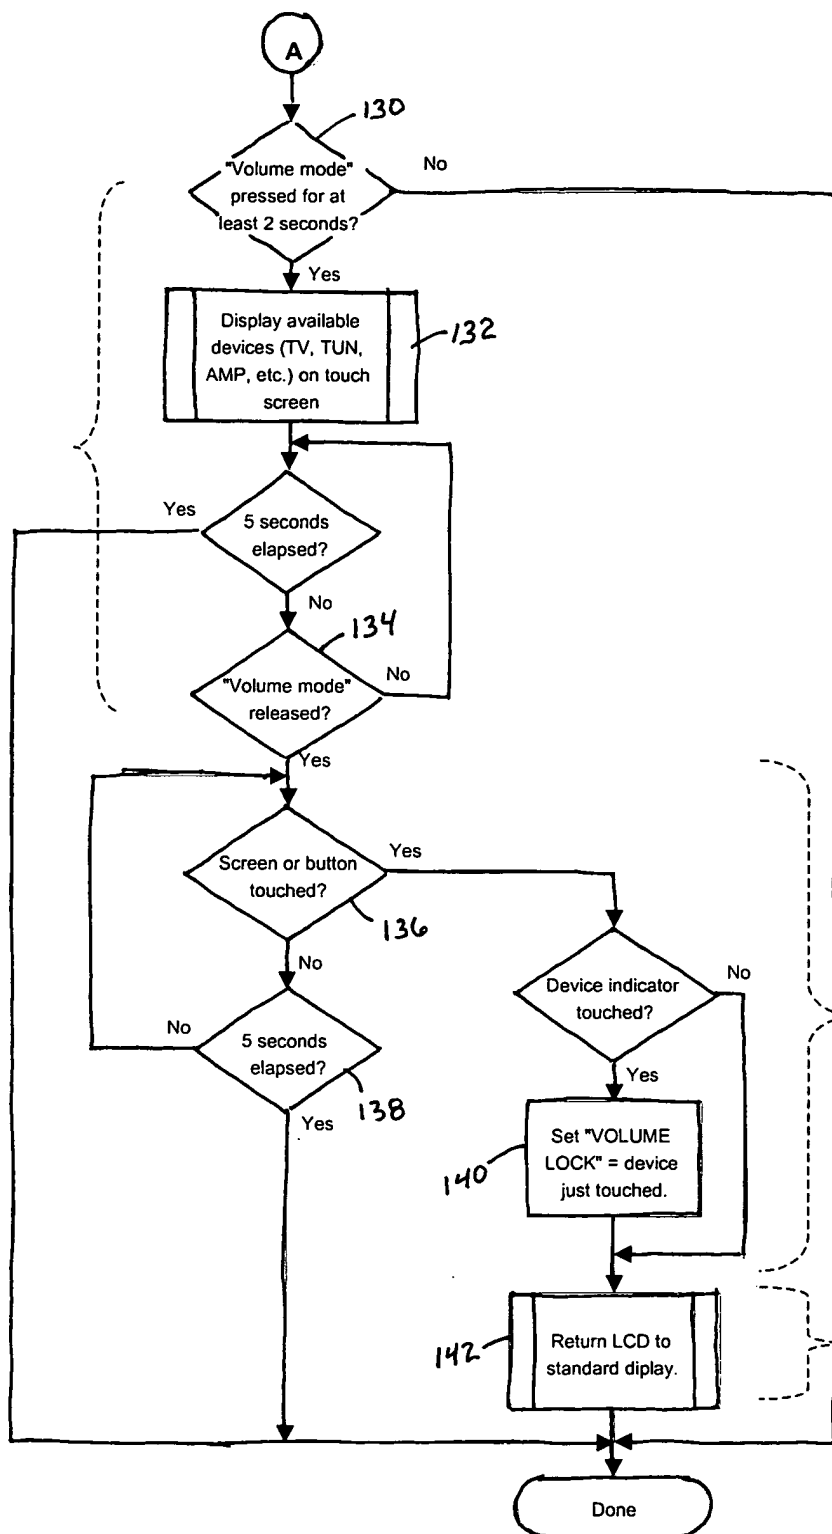 A
130
"Volume mode"
pressed for at
least 2 seconds?
No
Yes
Display available
devices (TV, TUN,
AMP, etc.) on touch
screen
132
Yes
5 seconds
elapsed?
No
134
"Volume mode"
released?
No
Yes
Screen or button
touched?
Yes
136
No
Device indicator
touched?
No
No
5 seconds
elapsed?
138
Yes
Yes
Set "VOLUME
LOCK" = device
just touched.
140
Return LCD to
standard diplay.
142
Done